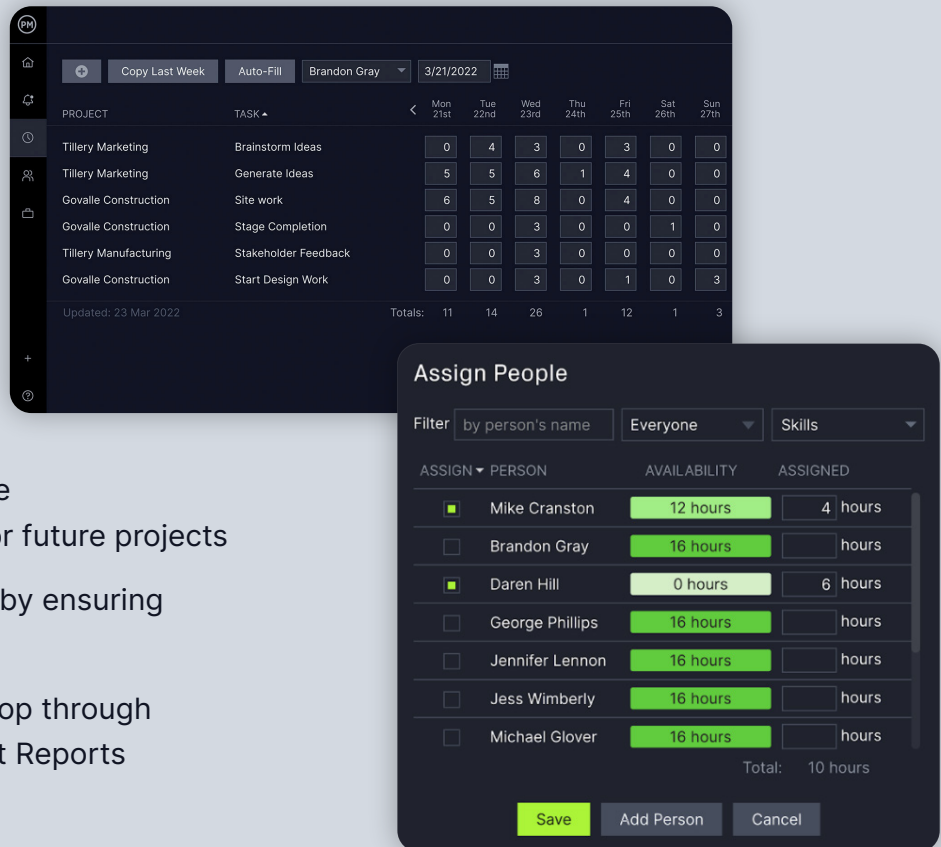 PM
Copy Last Week Auto-Fill Brandon Gray 3/21/2022
PROJECT TASK Mon 21st Tue 22nd Wed 23rd Thu 24th Fri 25th Sat 26th Sun 27th
Tillery Marketing Brainstorm Ideas 0 4 3 0 3 0 0
Tillery Marketing Generate Ideas 5 5 6 1 4 0 0
Govalle Construction Site work 6 5 8 0 4 0 0
Govalle Construction Stage Completion 0 0 3 0 0 1 0
Tillery Manufacturing Stakeholder Feedback 0 0 3 0 0 0 0
Govalle Construction Start Design Work 0 0 3 0 1 0 3
Updated: 23 Mar 2022 Totals: 11 14 26 1 12 1 3
Assign People
Filter by person's name Everyone Skills
ASSIGN PERSON AVAILABILITY ASSIGNED
Mike Cranston 12 hours 4 hours
Brandon Gray 16 hours hours
Daren Hill 0 hours 6 hours
George Phillips 16 hours hours
Jennifer Lennon 16 hours hours
Jess Wimberly 16 hours hours
Michael Glover 16 hours hours
Total: 10 hours
Save Add Person Cancel
e
r future projects
by ensuring
op through
t Reports